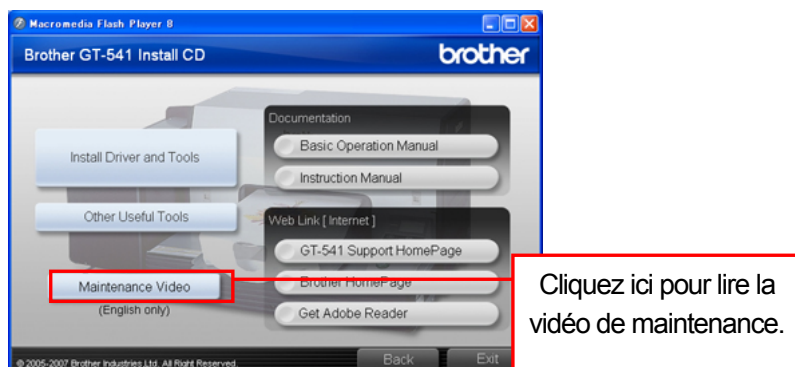 Macromedia Flash Player 8
Brother GT-541 Install CD
brother
Install Driver and Tools
Other Useful Tools
Maintenance Video
(English only)
Documentation
Basic Operation Manual
Instruction Manual
Web Link [ Internet ]
GT-541 Support HomePage
Brother HomePage
Get Adobe Reader
Cliquez ici pour lire la
vidéo de maintenance.
© 2005-2007 Brother Industries Ltd. All Right Reserved.
Back
Exit